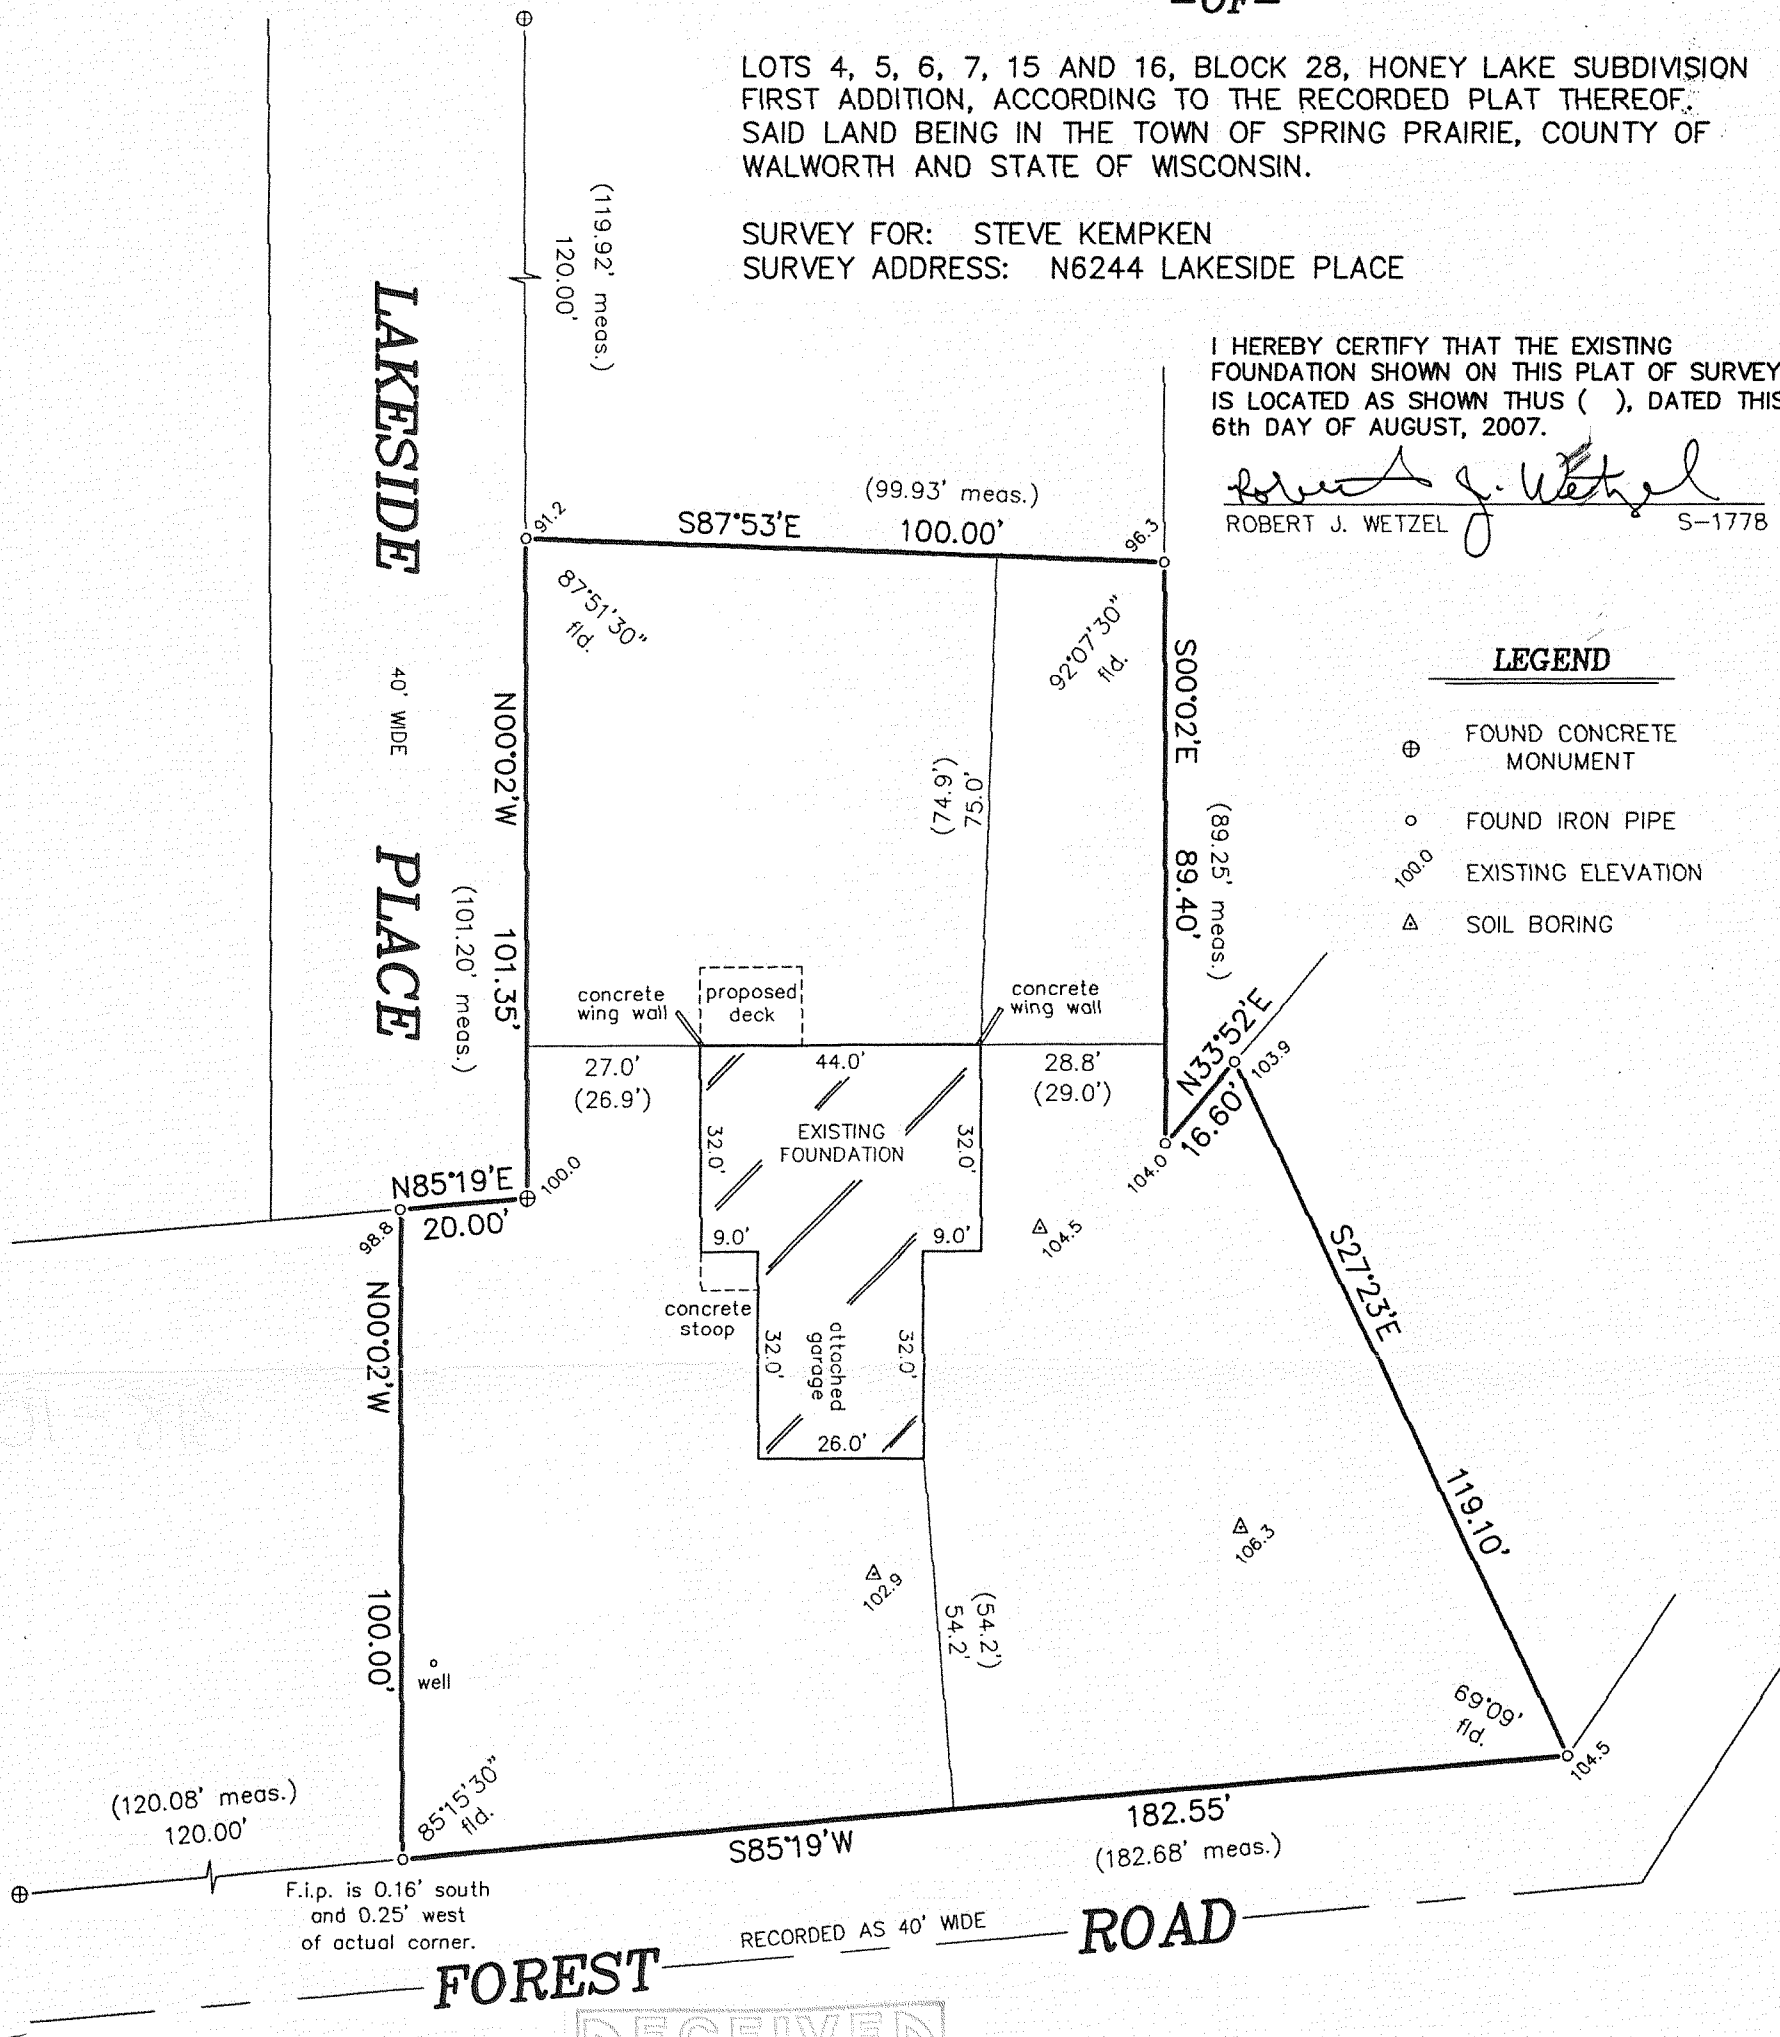 –OF–
LOTS 4, 5, 6, 7, 15 AND 16, BLOCK 28, HONEY LAKE SUBDIVISION
FIRST ADDITION, ACCORDING TO THE RECORDED PLAT THEREOF.
SAID LAND BEING IN THE TOWN OF SPRING PRAIRIE, COUNTY OF
WALWORTH AND STATE OF WISCONSIN.
SURVEY FOR: STEVE KEMPKEN
SURVEY ADDRESS: N6244 LAKESIDE PLACE
I HEREBY CERTIFY THAT THE EXISTING
FOUNDATION SHOWN ON THIS PLAT OF SURVEY
IS LOCATED AS SHOWN THUS ( ), DATED THIS
6th DAY OF AUGUST, 2007.
Robert J. Wetzel
ROBERT J. WETZEL S-1778
LEGEND
FOUND CONCRETE
MONUMENT
FOUND IRON PIPE
100.0 EXISTING ELEVATION
SOIL BORING
(119.92' meas.)
120.00'
LAKESIDE PLACE
40' WIDE
91.2
S87°53'E
(99.93' meas.)
100.00'
96.3
87°51'30"
fld.
92°07'30"
fld.
N00°02'W
101.35'
(101.20' meas.)
S00°02'E
89.40'
(89.25' meas.)
75.0'
(74.9')
concrete
wing wall
proposed
deck
concrete
wing wall
27.0'
(26.9')
44.0'
28.8'
(29.0')
N33°52'E
16.60'
103.9
104.0
32.0'
EXISTING
FOUNDATION
32.0'
N85°19'E
20.00'
100.0
98.8
9.0'
9.0'
104.5
concrete
stoop
32.0'
attached
garage
32.0'
26.0'
S27°23'E
119.10'
N00°02'W
100.00'
106.3
102.9
(54.2')
54.2'
well
69°09'
fld.
104.5
85°15'30"
fld.
(120.08' meas.)
120.00'
S85°19'W
182.55'
(182.68' meas.)
F.i.p. is 0.16' south
and 0.25' west
of actual corner.
RECORDED AS 40' WIDE
FOREST ROAD
RECEIVED